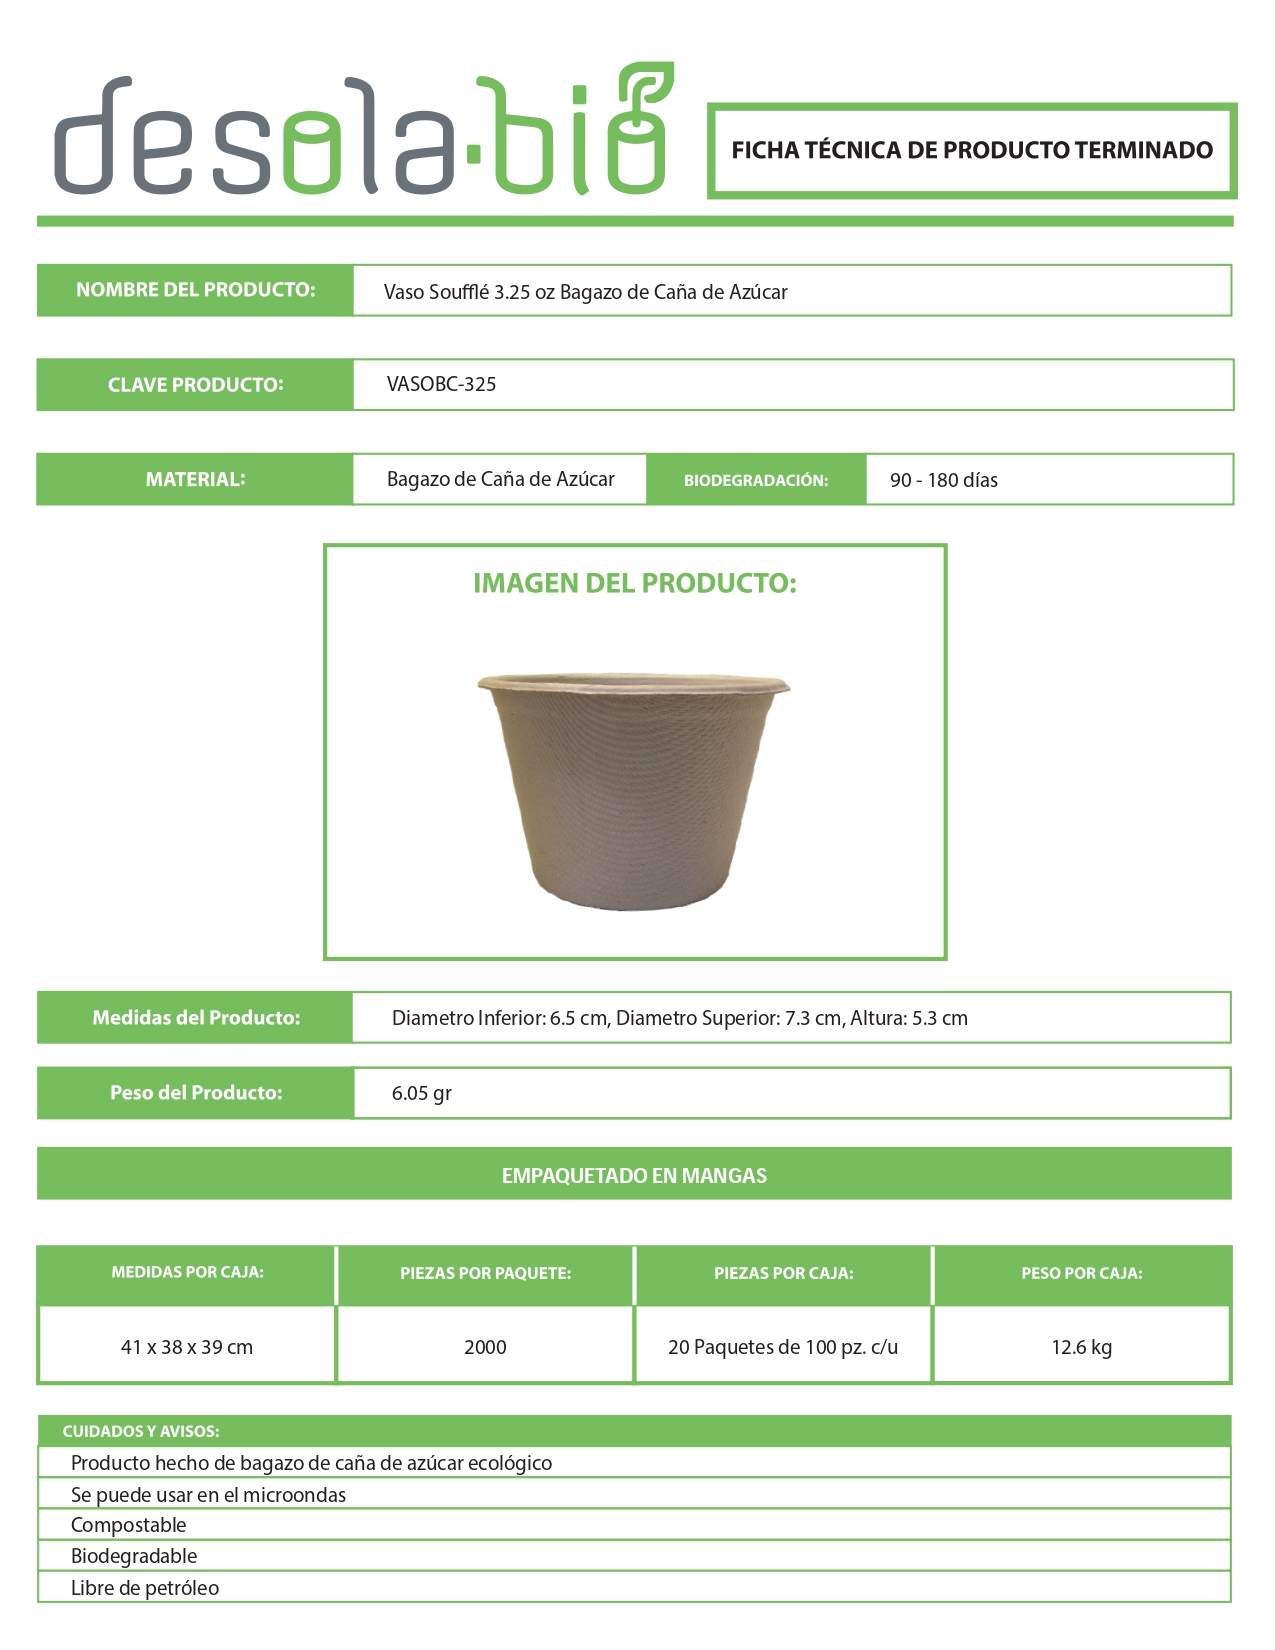 desola.bio
FICHA TÉCNICA DE PRODUCTO TERMINADO
NOMBRE DEL PRODUCTO: Vaso Soufflé 3.25 oz Bagazo de Caña de Azúcar
CLAVE PRODUCTO: VASOBC-325
MATERIAL: Bagazo de Caña de Azúcar BIODEGRADACIÓN: 90 - 180 días
IMAGEN DEL PRODUCTO:
Medidas del Producto: Diametro Inferior: 6.5 cm, Diametro Superior: 7.3 cm, Altura: 5.3 cm
Peso del Producto: 6.05 gr
EMPAQUETADO EN MANGAS
MEDIDAS POR CAJA: PIEZAS POR PAQUETE: PIEZAS POR CAJA: PESO POR CAJA:
41 x 38 x 39 cm 2000 20 Paquetes de 100 pz. c/u 12.6 kg
CUIDADOS Y AVISOS:
Producto hecho de bagazo de caña de azúcar ecológico
Se puede usar en el microondas
Compostable
Biodegradable
Libre de petróleo